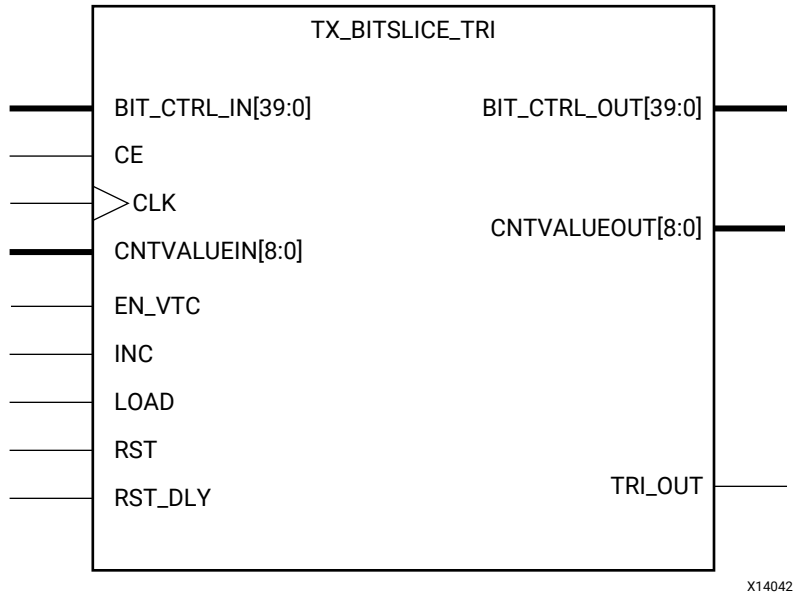 TX_BITSLICE_TRI
BIT_CTRL_IN[39:0]
BIT_CTRL_OUT[39:0]
CE
CLK
CNTVALUEOUT[8:0]
CNTVALUEIN[8:0]
EN_VTC
INC
LOAD
RST
TRI_OUT
RST_DLY
X14042